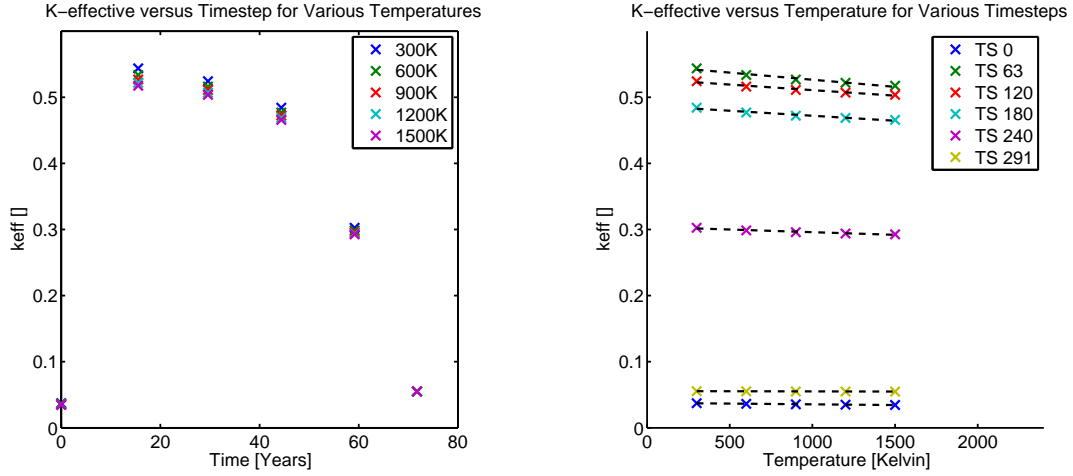 K−effective versus Timestep for Various Temperatures
300K
600K
900K
1200K
1500K
0.5
0.4
0.3
0.2
0.1
0
0 20 40 60 80
keff []
Time [Years]
K−effective versus Temperature for Various Timesteps
TS 0
TS 63
TS 120
TS 180
TS 240
TS 291
0.5
0.4
0.3
0.2
0.1
0
0 500 1000 1500 2000
keff []
Temperature [Kelvin]